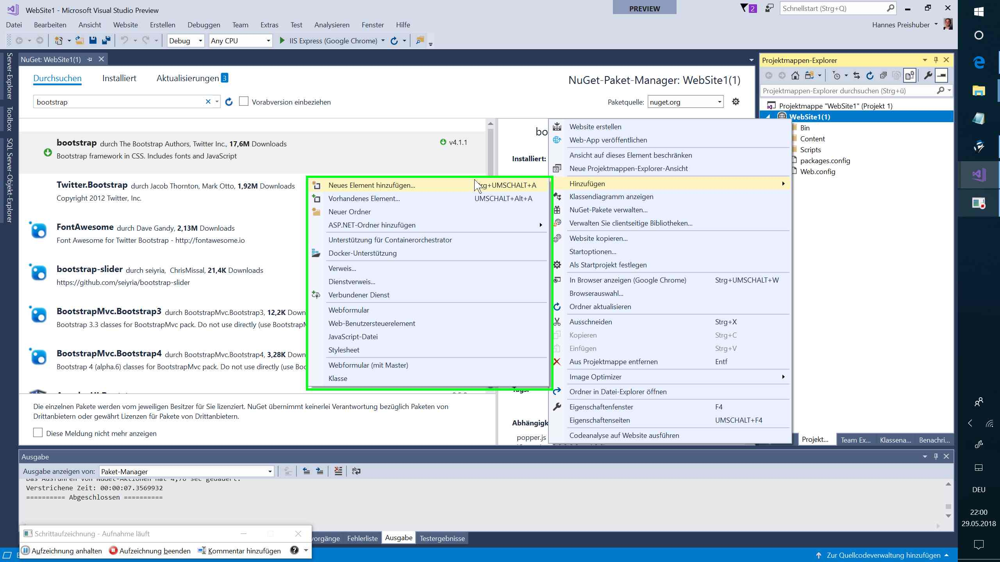 WebSite1 - Microsoft Visual Studio Preview
PREVIEW
2
Schnellstart (Strg+Q)
Datei Bearbeiten Ansicht Website Erstellen Debuggen Team Extras Test Analysieren Fenster Hilfe
Hannes Preishuber
Debug Any CPU IIS Express (Google Chrome)
Server-Explorer
Toolbox
SQL Server-Objekt-Explorer
NuGet: WebSite1(1)
Durchsuchen Installiert Aktualisierungen 3
NuGet-Paket-Manager: WebSite1(1)
bootstrap
Vorabversion einbeziehen
Paketquelle: nuget.org
bootstrap durch The Bootstrap Authors, Twitter Inc., 17,6M Downloads
v4.1.1
Bootstrap framework in CSS. Includes fonts and JavaScript
Twitter.Bootstrap durch Jacob Thornton, Mark Otto, 1,92M Downloads
Copyright 2012 Twitter, Inc.
FontAwesome durch Dave Gandy, 2,13M Downloads
Font Awesome for Twitter Bootstrap - http://fontawesome.io
bootstrap-slider durch seiyria, ChrisMissal, 21,4K Downloads
https://github.com/seiyria/bootstrap-slider
BootstrapMvc.Bootstrap3 durch BootstrapMvc.Bootstrap3, 12,2K Down
Bootstrap 3.3 classes for BootstrapMvc pack. Do not use directly (use Bootstrap
BootstrapMvc.Bootstrap4 durch BootstrapMvc.Bootstrap4, 3,28K Down
Bootstrap 4 (alpha.6) classes for BootstrapMvc pack. Do not use directly (use Boo
Die einzelnen Pakete werden vom jeweiligen Besitzer für Sie lizenziert. NuGet übernimmt keinerlei Verantwortung bezüglich Paketen von
Drittanbietern oder gewährt Lizenzen für Pakete von Drittanbietern.
Diese Meldung nicht mehr anzeigen
bo
Installiert:
Tags:
Abhängigk
popper.js
Neues Element hinzufügen... Strg+UMSCHALT+A
Vorhandenes Element... UMSCHALT+Alt+A
Neuer Ordner
ASP.NET-Ordner hinzufügen
Unterstützung für Containerorchestrator
Docker-Unterstützung
Verweis...
Dienstverweis...
Verbundener Dienst
Webformular
Web-Benutzersteuerelement
JavaScript-Datei
Stylesheet
Webformular (mit Master)
Klasse
Website erstellen
Web-App veröffentlichen
Ansicht auf dieses Element beschränken
Neue Projektmappen-Explorer-Ansicht
Hinzufügen
Klassendiagramm anzeigen
NuGet-Pakete verwalten...
Verwalten Sie clientseitige Bibliotheken...
Website kopieren...
Startoptionen...
Als Startprojekt festlegen
In Browser anzeigen (Google Chrome) Strg+UMSCHALT+W
Browserauswahl...
Ordner aktualisieren
Ausschneiden Strg+X
Kopieren Strg+C
Einfügen Strg+V
Aus Projektmappe entfernen Entf
Image Optimizer
Ordner in Datei-Explorer öffnen
Eigenschaftenfenster F4
Eigenschaftenseiten UMSCHALT+F4
Codeanalyse auf Website ausführen
Projektmappen-Explorer
Projektmappen-Explorer durchsuchen (Strg+ü)
Projektmappe "WebSite1" (Projekt 1)
WebSite1(1)
Bin
Content
Scripts
packages.config
Web.config
Projekt... Team Ex... Klassena... Benachri...
Ausgabe
Ausgabe anzeigen von: Paket-Manager
Das Ausführen von NuGet-Aktionen hat 4,76 sec gedauert.
Verstrichene Zeit: 00:00:07.3569932
========== Abgeschlossen ==========
Schrittaufzeichnung - Aufnahme läuft
Aufzeichnung anhalten Aufzeichnung beenden Kommentar hinzufügen
vorgänge Fehlerliste Ausgabe Testergebnisse
Zur Quellcodeverwaltung hinzufügen
DEU
22:00
29.05.2018